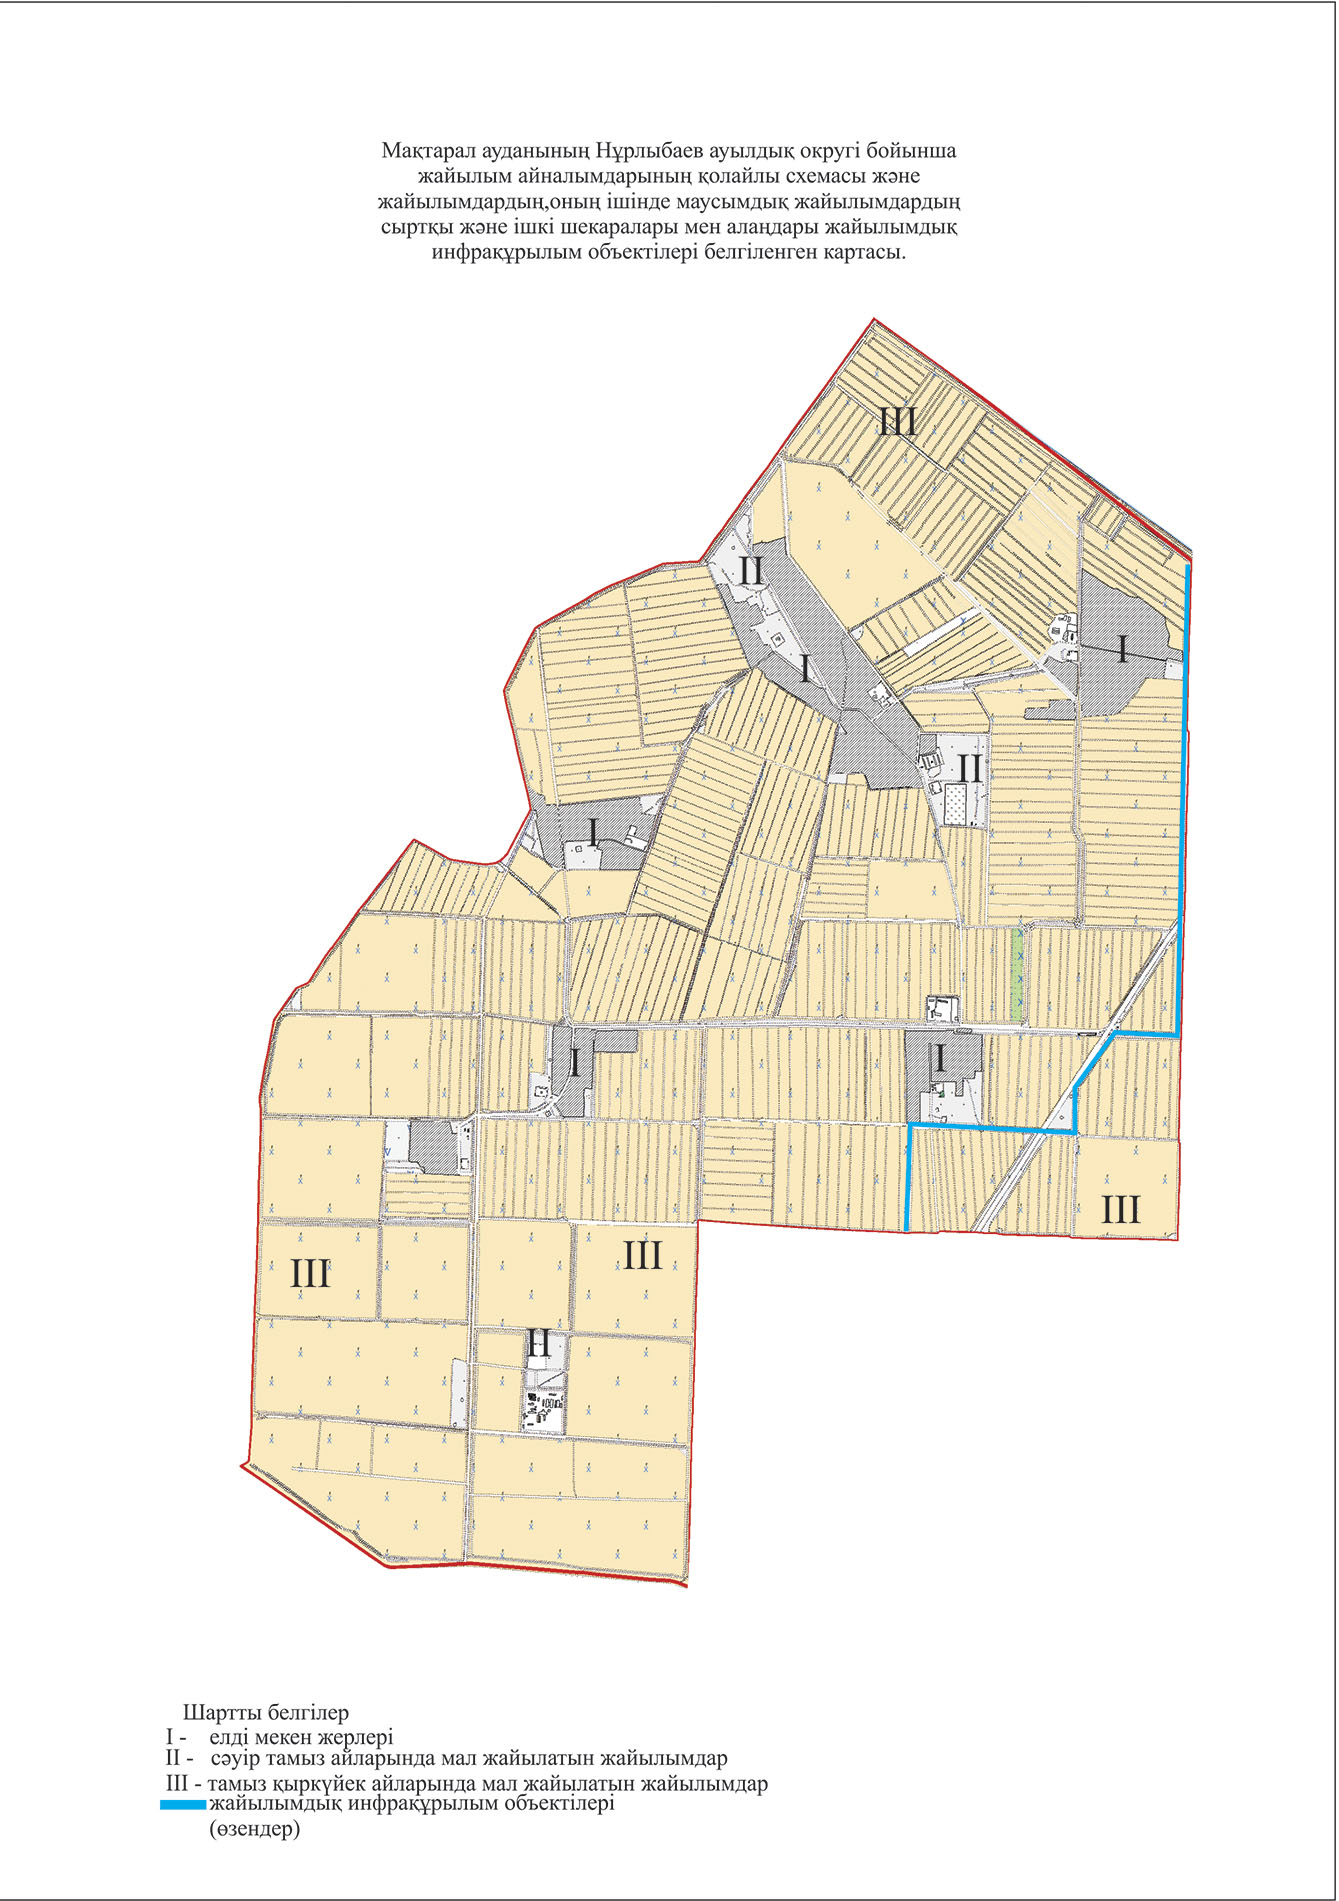 Мақтарал ауданының Нұрлыбаев ауылдық округі бойынша
жайылым айналымдарының қолайлы схемасы және
жайылымдардың,оның ішінде маусымдық жайылымдардың
сыртқы және ішкі шекаралары мен алаңдары жайылымдық
инфрақұрылым объектілері белгіленген картасы.
III
II
I
I
II
I
I
I
III
III
III
II
Шартты белгілер
I - елді мекен жерлері
II - сәуір тамыз айларында мал жайылатын жайылымдар
III - тамыз қыркүйек айларында мал жайылатын жайылымдар
жайылымдық инфрақұрылым объектілері
(өзендер)